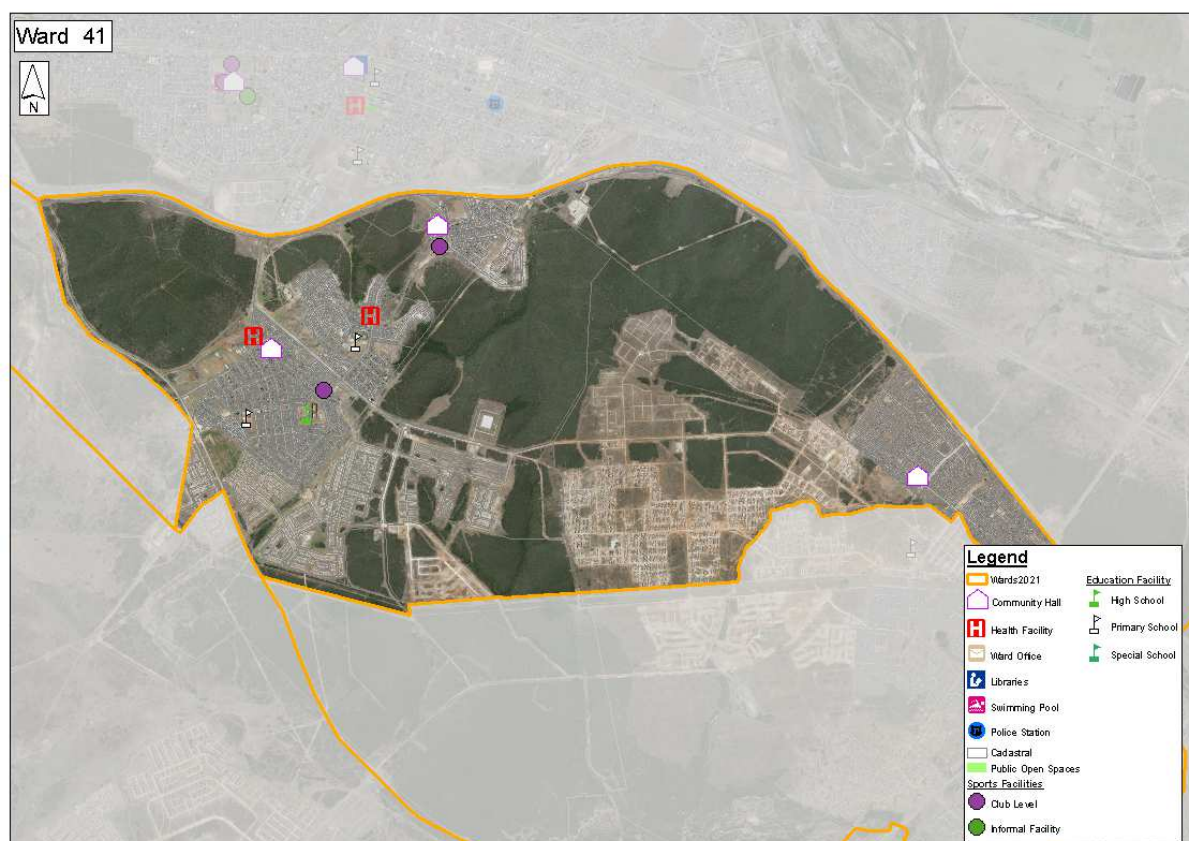 Ward 41
N
Legend
Wards2021
Community Hall
Health Facility
Ward Office
Libraries
Swimming Pool
Police Station
Cadastral
Public Open Spaces
Sports Facilities
Club Level
Informal Facility
Education Facility
High School
Primary School
Special School